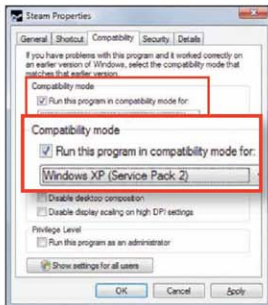 Steam Properties
General Shortcut Compatibility Security Details
If you have problems with this program and it worked correctly on
an earlier version of Windows, select the compatibility mode that
matches that earlier version.
Compatibility mode
Run this program in compatibility mode for:
Compatibility mode
Run this program in compatibility mode for:
Windows XP (Service Pack 2)
Disable desktop composition
Disable display scaling on high DPI settings
Privilege Level
Run this program as an administrator
Show settings for all users
OK Cancel Apply